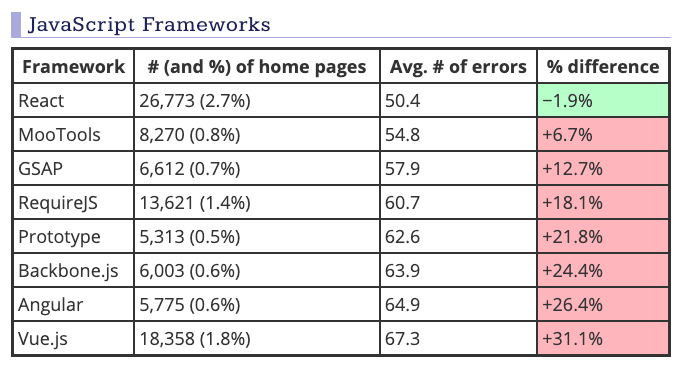 JavaScript Frameworks
Framework # (and %) of home pages Avg. # of errors % difference
React 26,773 (2.7%) 50.4 −1.9%
MooTools 8,270 (0.8%) 54.8 +6.7%
GSAP 6,612 (0.7%) 57.9 +12.7%
RequireJS 13,621 (1.4%) 60.7 +18.1%
Prototype 5,313 (0.5%) 62.6 +21.8%
Backbone.js 6,003 (0.6%) 63.9 +24.4%
Angular 5,775 (0.6%) 64.9 +26.4%
Vue.js 18,358 (1.8%) 67.3 +31.1%